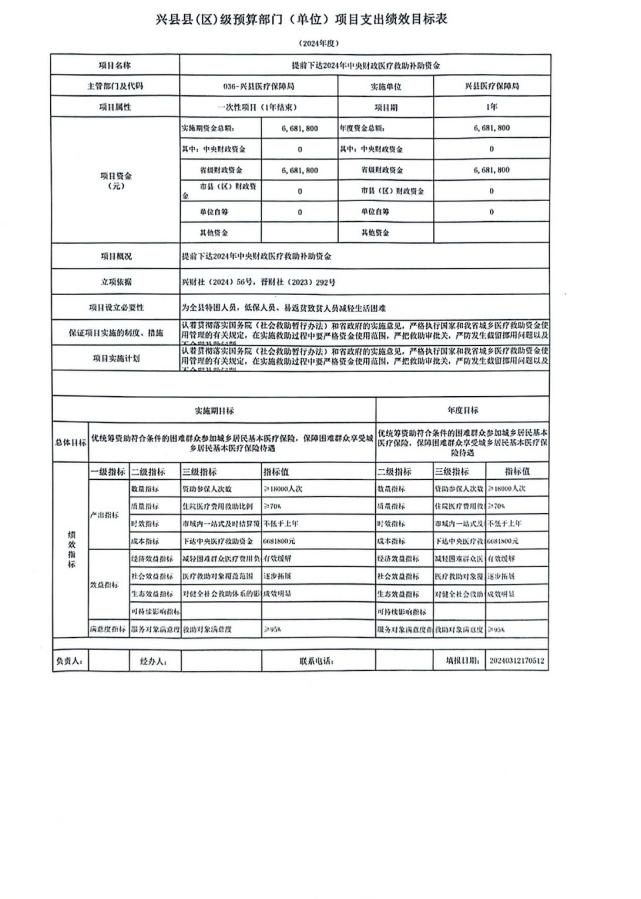 兴县县(区)级预算部门（单位）项目支出绩效目标表
（2024年度）
项目名称 提前下达2024年中央财政医疗救助补助资金
主管部门及代码 036-兴县医疗保障局 实施单位 兴县医疗保障局
项目属性 一次性项目（1年结束） 项目期 1年
项目资金（元） 实施期资金总额： 6,681,800 年度资金总额： 6,681,800
其中：中央财政资金 0 其中：中央财政资金 0
省级财政资金 6,681,800 省级财政资金 6,681,800
市县（区）财政资金 0 市县（区）财政资金 0
单位自筹 0 单位自筹 0
其他资金 其他资金
项目概况 提前下达2024年中央财政医疗救助补助资金
立项依据 兴财社（2024）56号，晋财社（2023）292号
项目设立必要性 为全县特困人员，低保人员、易返贫致贫人员减轻生活困难
保证项目实施的制度、措施 认着贯彻落实国务院（社会救助暂行办法）和省政府的实施意见，严格执行国家和我省城乡医疗救助资金使
用管理的有关规定，在实施救助过程中要严格资金使用范围，严把救助审批关，严防发生截留挪用问题以及
项目实施计划 认着贯彻落实国务院（社会救助暂行办法）和省政府的实施意见，严格执行国家和我省城乡医疗救助资金使
用管理的有关规定，在实施救助过程中要严格资金使用范围，严把救助审批关，严防发生截留挪用问题以及
实施期目标 年度目标
总体目标 优统筹资助符合条件的困难群众参加城乡居民基本医疗保险，保障困难群众享受城
乡居民基本医疗保险待遇
优统筹资助符合条件的困难群众参加城乡居民基本
医疗保险，保障困难群众享受城乡居民基本医疗保
险待遇
绩效指标 一级指标 二级指标 三级指标 指标值 二级指标 三级指标 指标值
产出指标 数量指标 资助参保人次数 ≥18000人次 数量指标 资助参保人次数 ≥18000人次
质量指标 住院医疗费用救助比例 ≥70% 质量指标 住院医疗费用救 ≥70%
时效指标 市域内一站式及时结算 不低于上年 时效指标 市域内一站式及 不低于上年
成本指标 下达中央医疗救助资金 6681800元 成本指标 下达中央医疗救 6681800元
效益指标 经济效益指标 减轻困难群众医疗费用负 有效缓解 经济效益指标 减轻困难群众医 有效缓解
社会效益指标 医疗救助对象覆盖范围 逐步拓展 社会效益指标 医疗救助对象覆 逐步拓展
生态效益指标 对健全社会救助体系的影 成效明显 生态效益指标 对健全社会救助 成效明显
可持续影响指标 可持续影响指标
满意度指标 服务对象满意度 救助对象满意度 ≥95% 服务对象满意度指 救助对象满意度 ≥95%
负责人： 经办人： 联系电话： 填报日期： 20240312170512